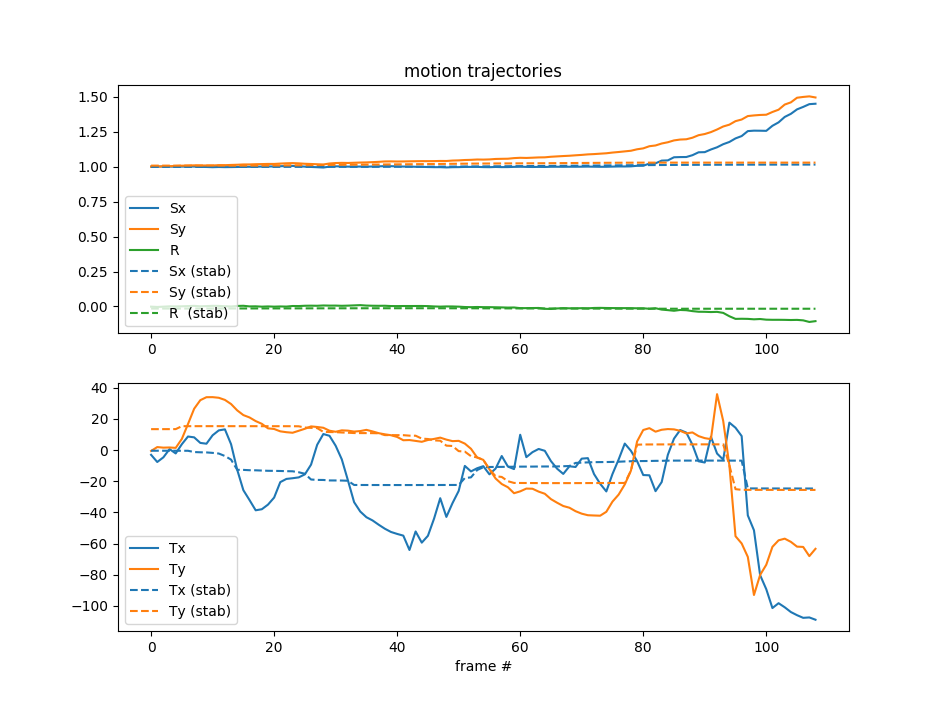 motion trajectories
1.50
1.25
1.00
0.75
0.50
0.25
0.00
Sx
Sy
R
Sx (stab)
Sy (stab)
R (stab)
0 20 40 60 80 100
40
20
0
−20
−40
−60
−80
−100
Tx
Ty
Tx (stab)
Ty (stab)
0 20 40 60 80 100
frame #